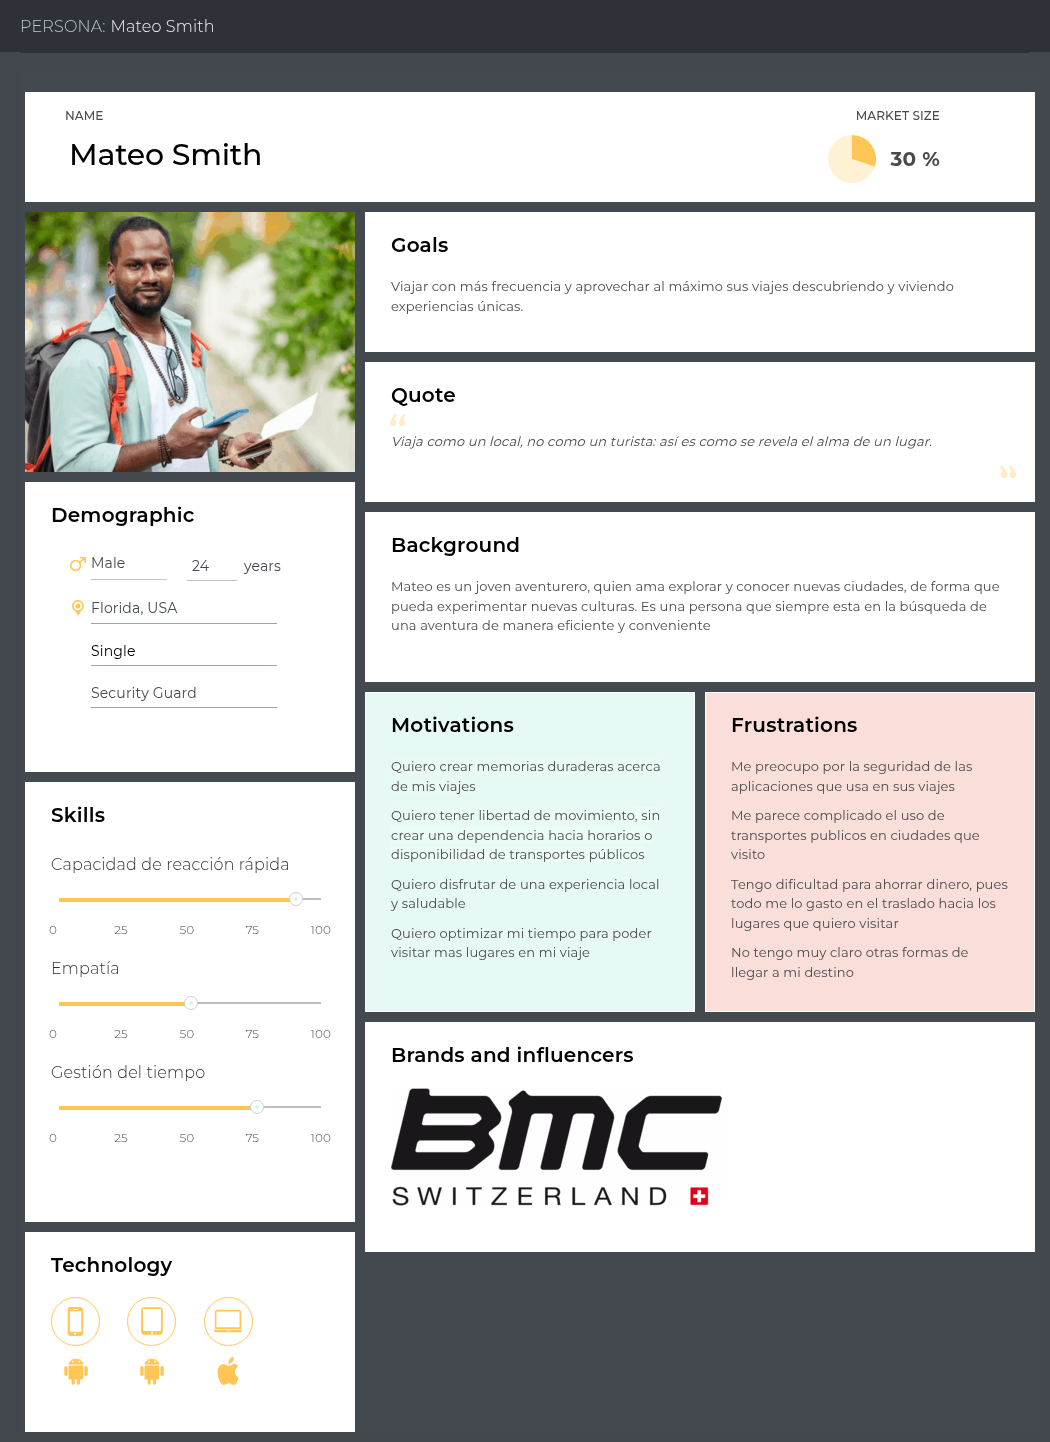 PERSONA: Mateo Smith
NAME
Mateo Smith
MARKET SIZE
30 %
Goals
Viajar con más frecuencia y aprovechar al máximo sus viajes descubriendo y viviendo
experiencias únicas.
Quote
“
Viaja como un local, no como un turista: así es como se revela el alma de un lugar.
”
Demographic
Male
24 years
Florida, USA
Single
Security Guard
Background
Mateo es un joven aventurero, quien ama explorar y conocer nuevas ciudades, de forma que
pueda experimentar nuevas culturas. Es una persona que siempre esta en la búsqueda de
una aventura de manera eficiente y conveniente
Motivations
Quiero crear memorias duraderas acerca
de mis viajes
Quiero tener libertad de movimiento, sin
crear una dependencia hacia horarios o
disponibilidad de transportes públicos
Quiero disfrutar de una experiencia local
y saludable
Quiero optimizar mi tiempo para poder
visitar mas lugares en mi viaje
Frustrations
Me preocupo por la seguridad de las
aplicaciones que usa en sus viajes
Me parece complicado el uso de
transportes publicos en ciudades que
visito
Tengo dificultad para ahorrar dinero, pues
todo me lo gasto en el traslado hacia los
lugares que quiero visitar
No tengo muy claro otras formas de
llegar a mi destino
Skills
Capacidad de reacción rápida
0 25 50 75 100
Empatía
0 25 50 75 100
Gestión del tiempo
0 25 50 75 100
Brands and influencers
BMC
SWITZERLAND
Technology